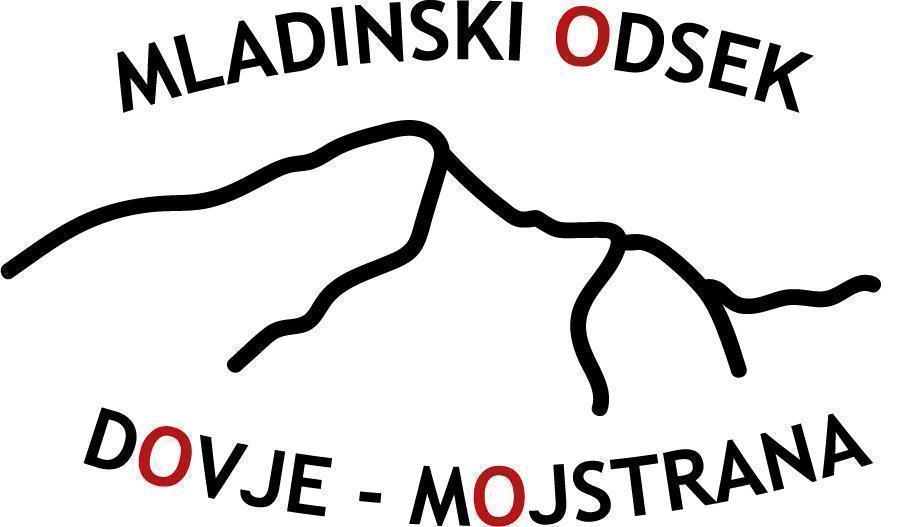 MLADINSKI ODSEK
DOVJE - MOJSTRANA